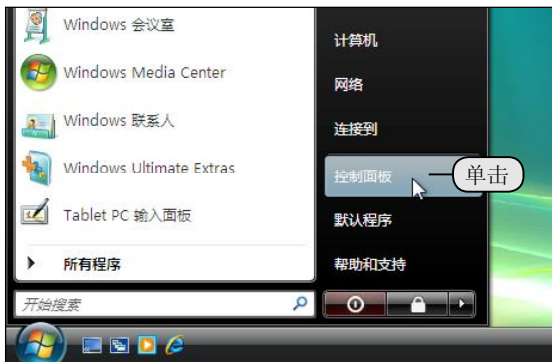 Windows 会议室
Windows Media Center
Windows 联系人
Windows Ultimate Extras
Tablet PC 输入面板
所有程序
开始搜索
计算机
网络
连接到
控制面板
单击
默认程序
帮助和支持